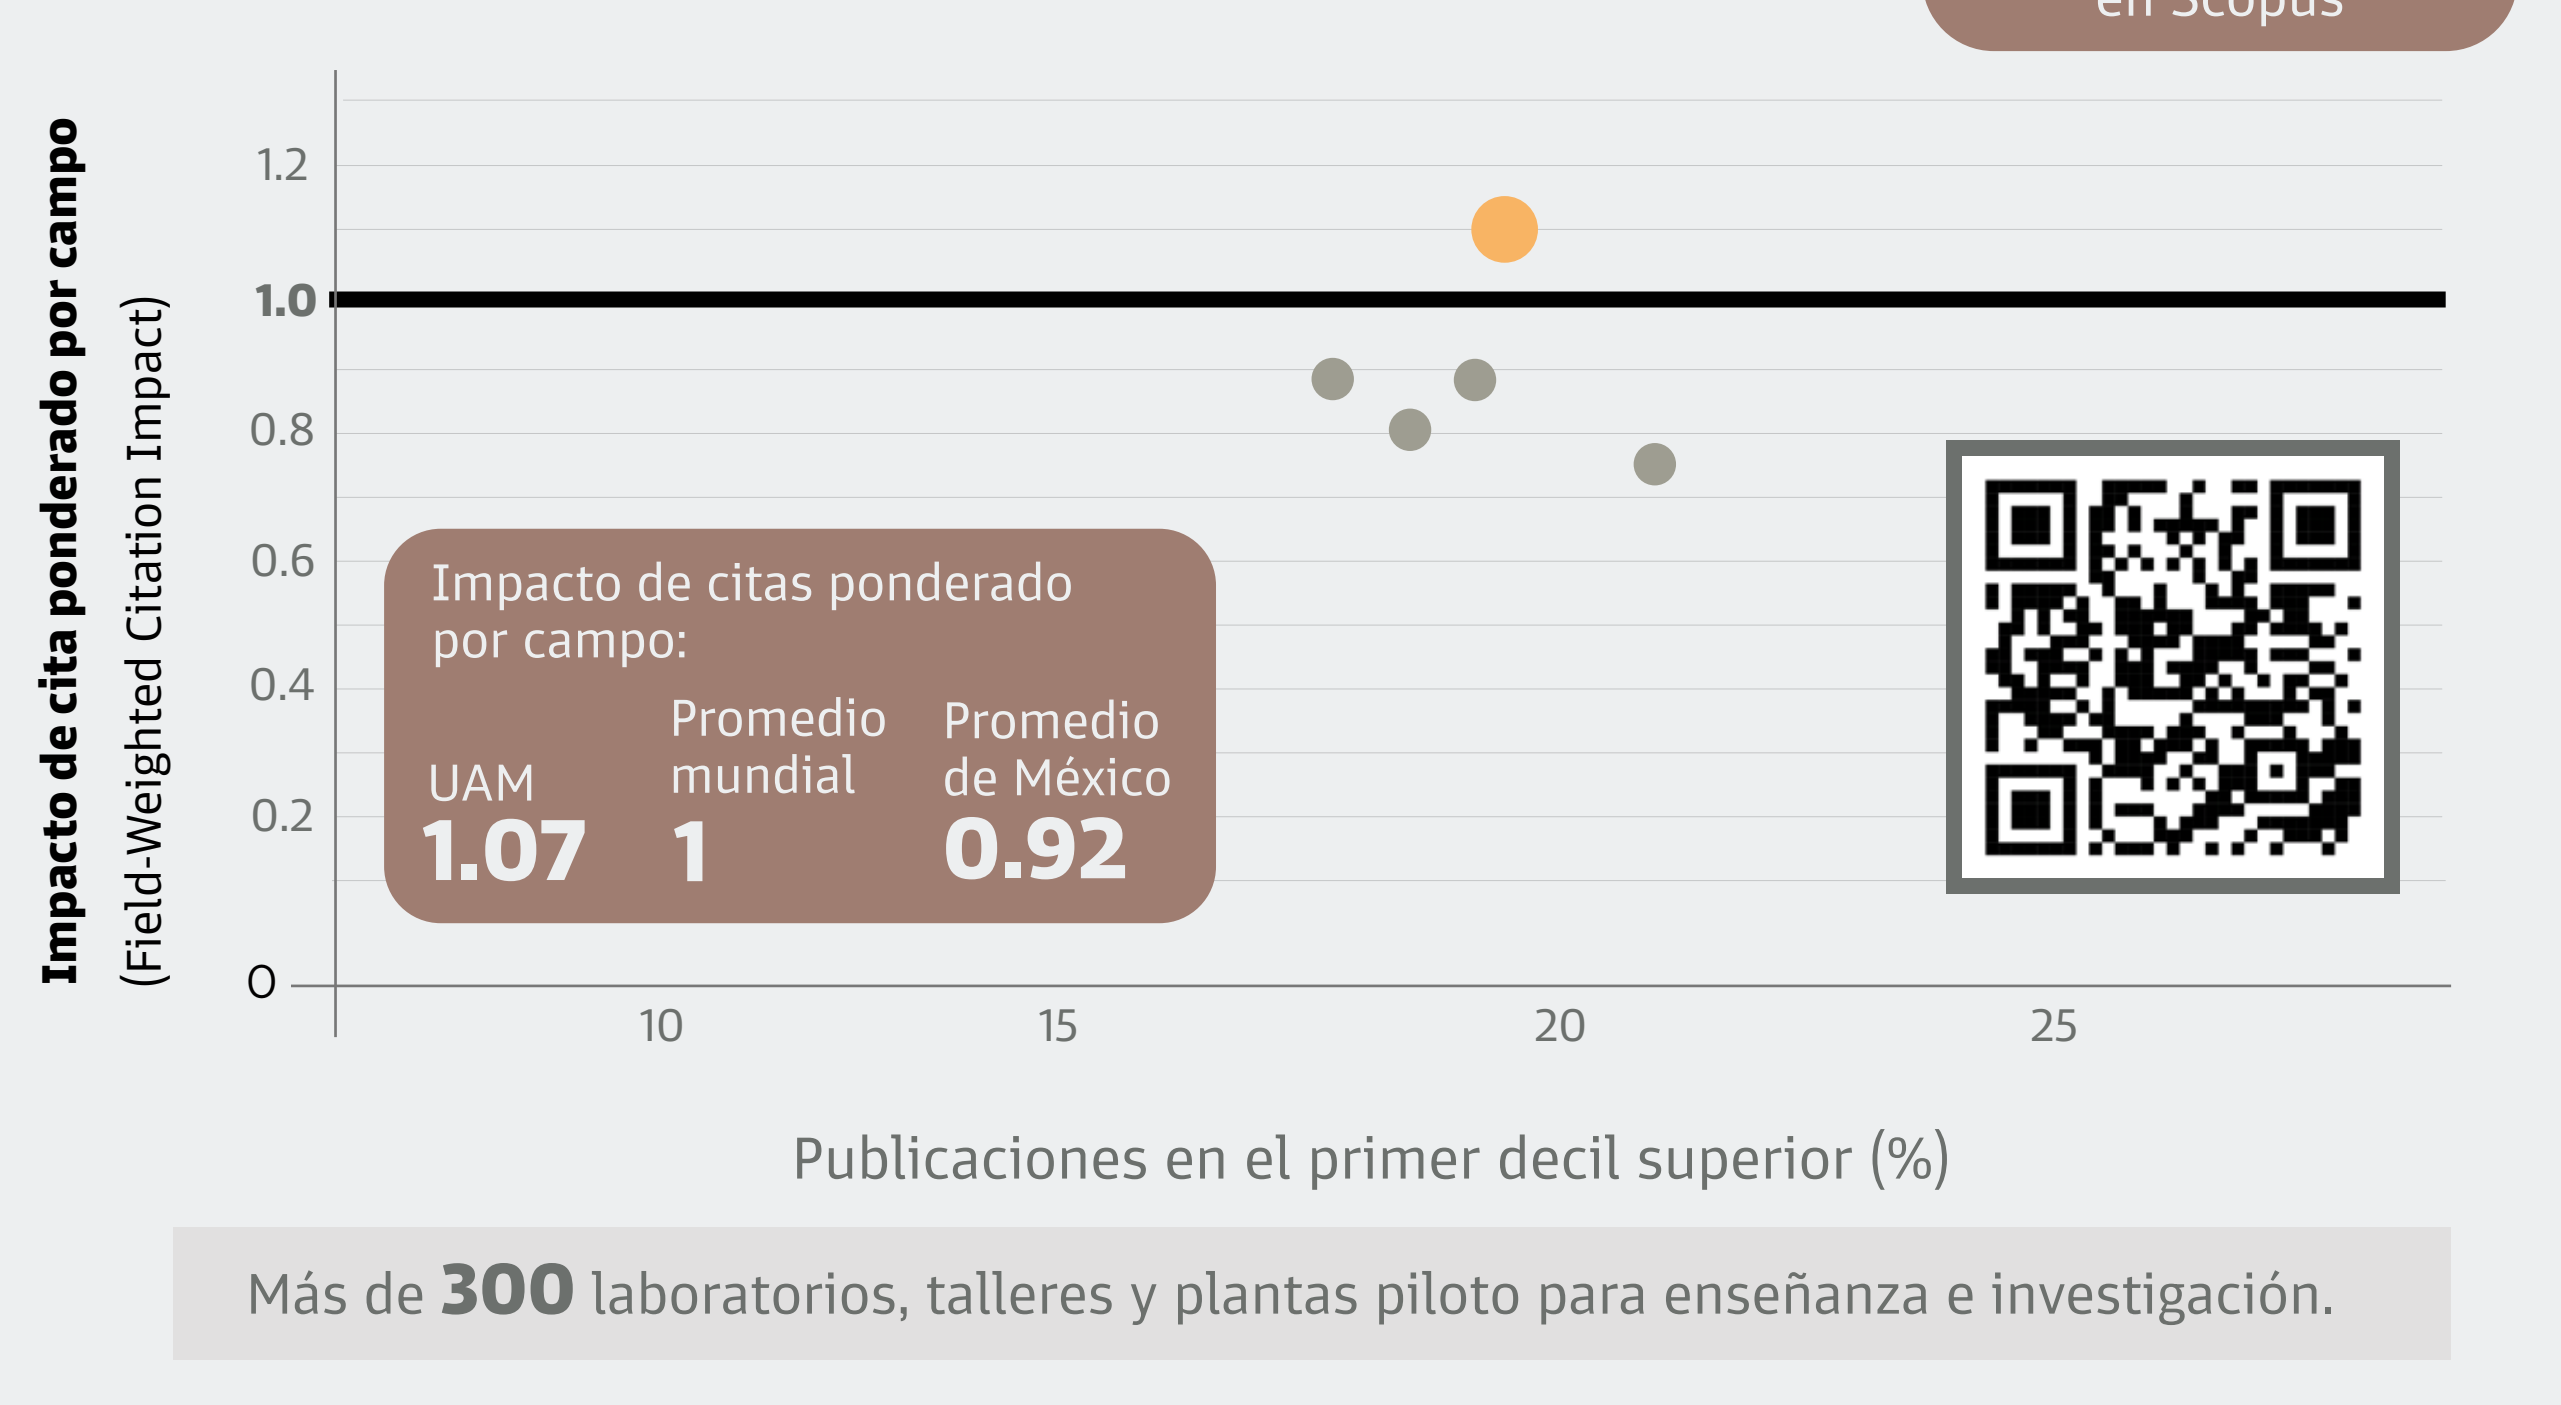 en Scopus
Impacto de cita ponderado por campo
(Field-Weighted Citation Impact)
1.2
1.0
0.8
0.6
0.4
0.2
0
Impacto de citas ponderado
por campo:
UAM
1.07
Promedio
mundial
1
Promedio
de México
0.92
10
15
20
25
Publicaciones en el primer decil superior (%)
Más de 300 laboratorios, talleres y plantas piloto para enseñanza e investigación.